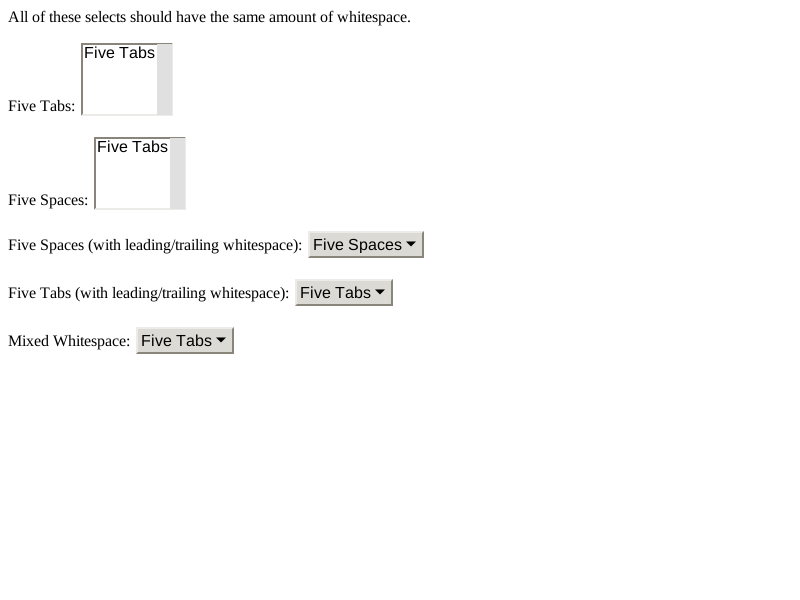 All of these selects should have the same amount of whitespace.
Five Tabs
Five Tabs:
Five Tabs
Five Spaces:
Five Spaces (with leading/trailing whitespace): Five Spaces
Five Tabs (with leading/trailing whitespace): Five Tabs
Mixed Whitespace: Five Tabs